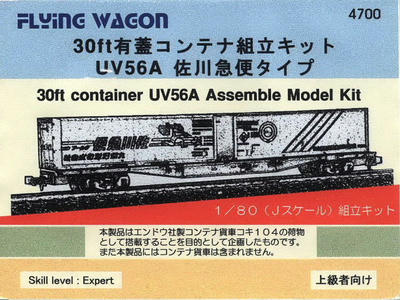 FLYING WAGON
4700
30ft有蓋コンテナ組立キット
UV56A 佐川急便タイプ
30ft container UV56A Assemble Model Kit
佐川急便
1/80(Jスケール)組立キット
本製品はエンドウ社製コンテナ貨車コキ104の荷物
として搭載することを目的として企画したものです。
また本製品にはコンテナ貨車は含まれません。
Skill level : Expert
上級者向け